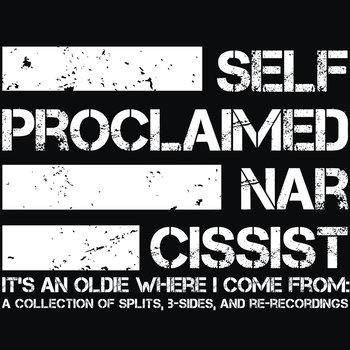 SELF
PROCLAIMED
NAR
CISSIST
IT'S AN OLDIE WHERE I COME FROM:
A COLLECTION OF SPLITS, B-SIDES, AND RE-RECORDINGS